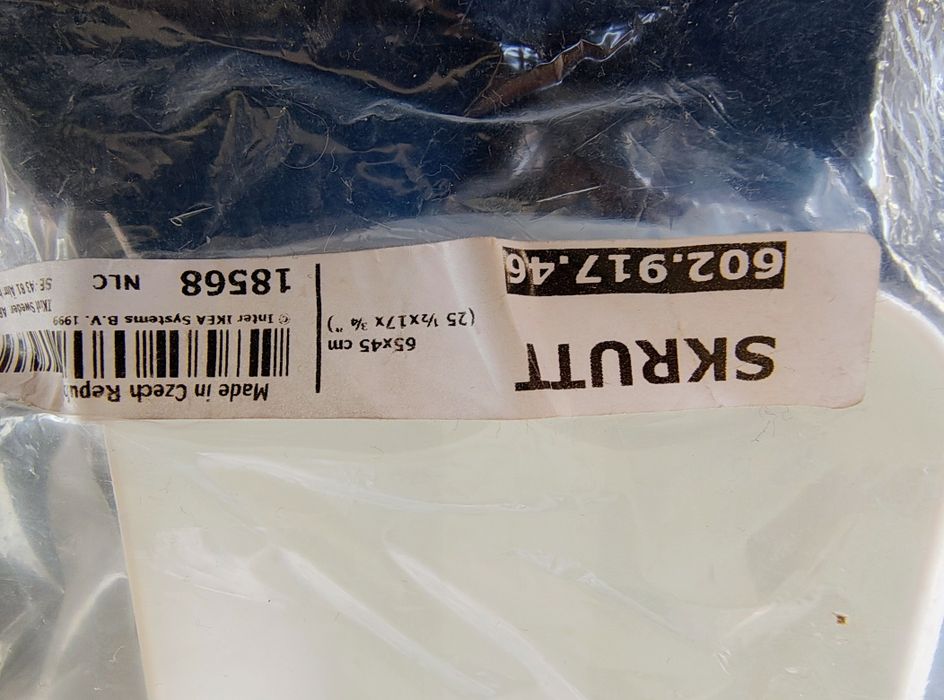 SKRUTT
602.917.46
65x45 cm
(25 ½x17x ¾")
Made in Czech Repu
© Inter IKEA Systems B.V. 1999
18568 NLC